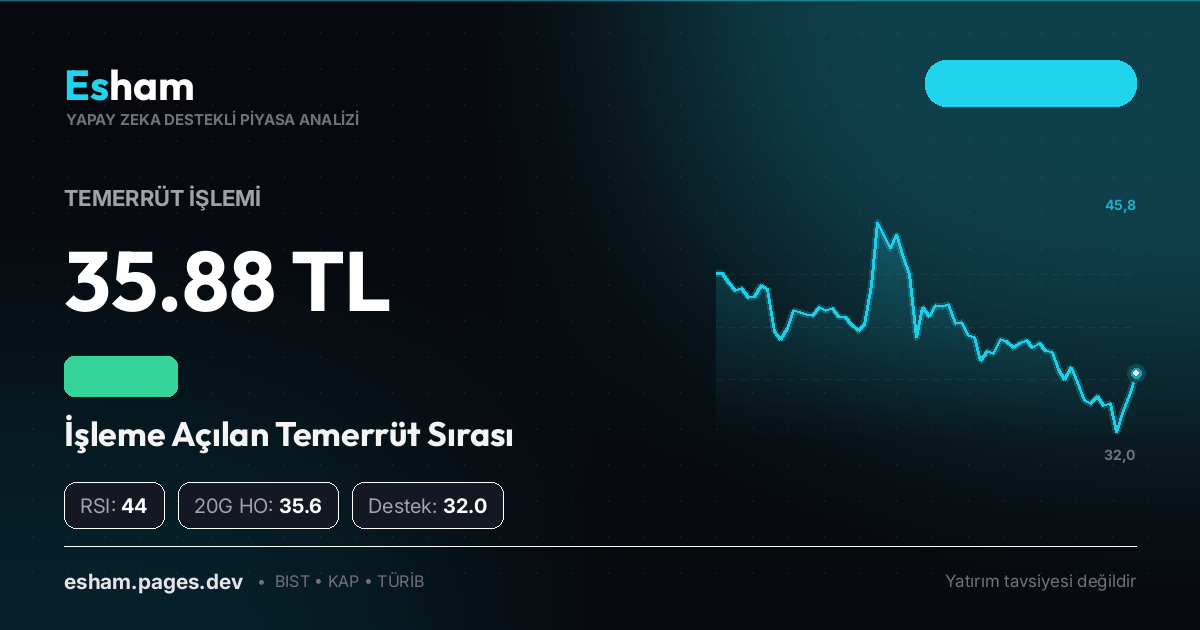 Esham
YAPAY ZEKA DESTEKLİ PİYASA ANALİZİ
TEMERRÜT İŞLEMİ
45,8
35.88 TL
İşleme Açılan Temerrüt Sırası
32,0
RSI: 44
20G HO: 35.6
Destek: 32.0
esham.pages.dev • BIST • KAP • TÜRİB
Yatırım tavsiyesi değildir